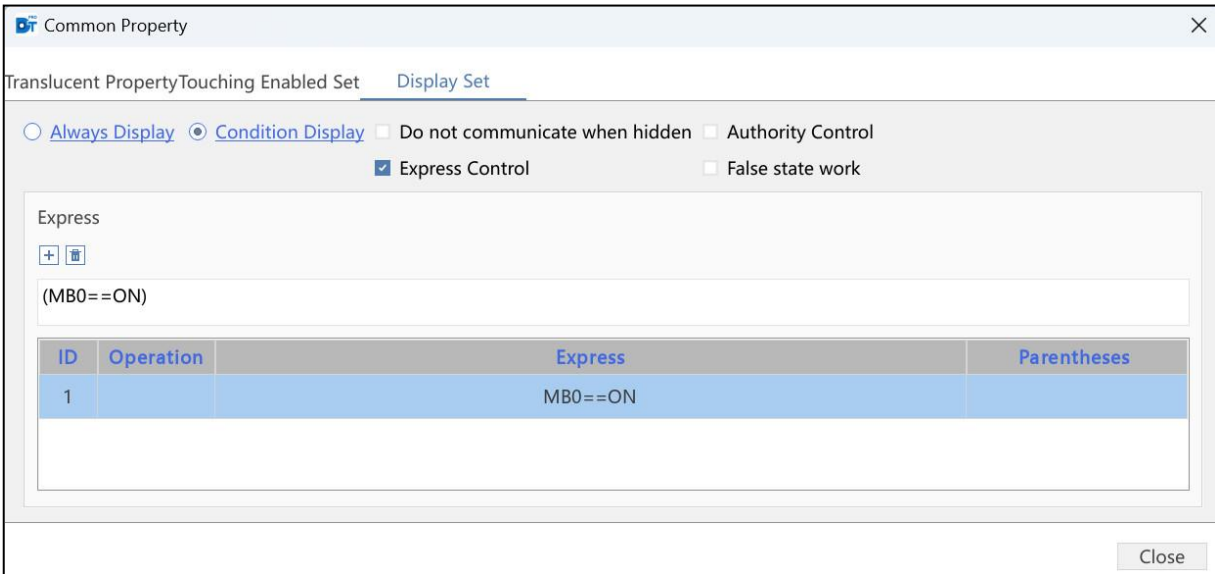 Common Property
Translucent Property Touching Enabled Set Display Set
Always Display Condition Display Do not communicate when hidden Authority Control
Express Control False state work
Express
(MB0==ON)
ID Operation Express Parentheses
1 MB0==ON
Close